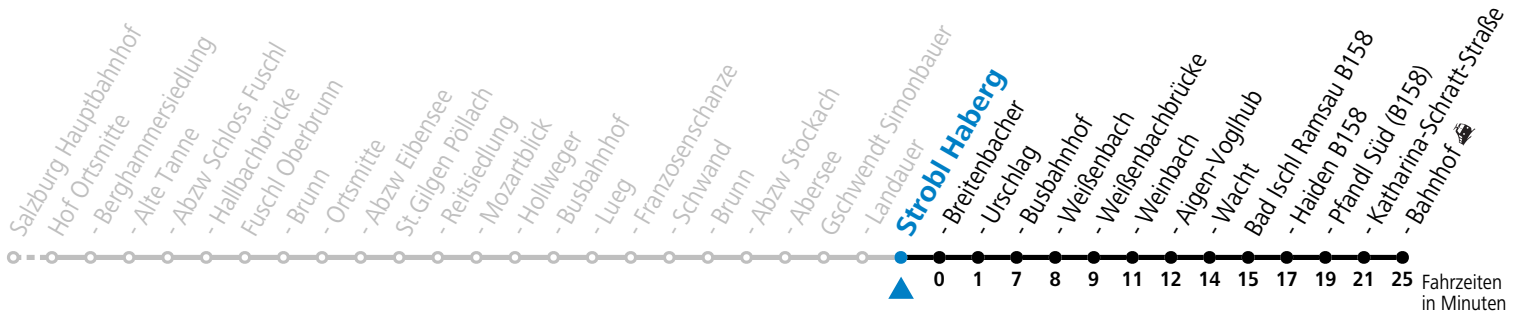 Salzburg Hauptbahnhof
Hof Ortsmitte
- Berghammersiedlung
- Alte Tanne
- Abzw Schloss Fuschl
- Hallbachbrücke
Fuschl Oberbrunn
- Brunn
- Ortsmitte
- Abzw Eibensee
St.Gilgen Pöllach
- Reitsiedlung
- Mozartblick
- Hollweger
- Busbahnhof
- Lueg
- Franzosenschanze
- Schwand
- Brunn
- Abzw Stockach
- Abersee
Gschwendt Simonbauer
- Landauer
Strobl Haberg
- Breitenbacher
- Urschlag
- Busbahnhof
- Weißenbach
- Weißenbachbrücke
- Weinbach
- Aigen-Voglhub
- Wacht
Bad Ischl Ramsau B158
- Haiden B158
- Pfandl Süd (B158)
- Katharina-Schratt-Straße
- Bahnhof
0 1 7 8 9 11 12 14 15 17 19 21 25 Fahrzeiten
in Minuten